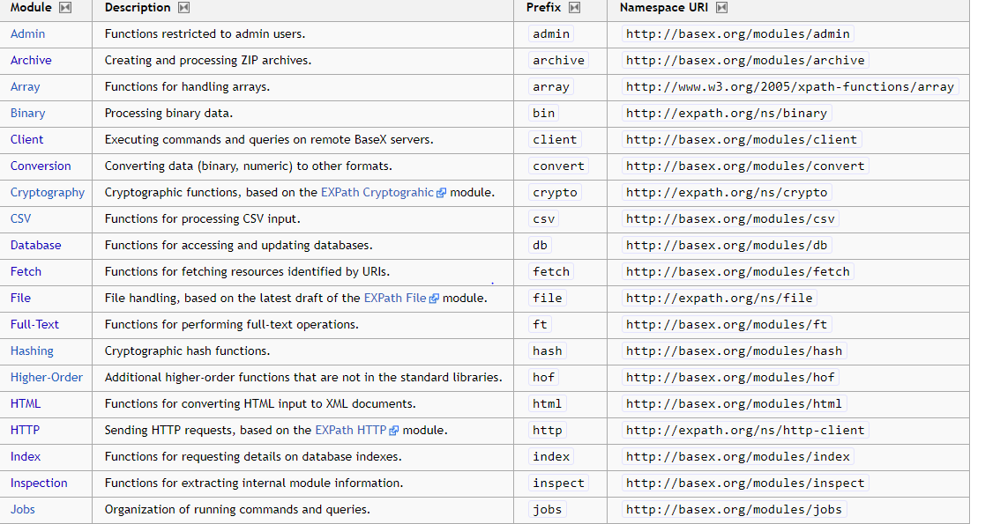 Module Description Prefix Namespace URI
Admin Functions restricted to admin users. admin http://basex.org/modules/admin
Archive Creating and processing ZIP archives. archive http://basex.org/modules/archive
Array Functions for handling arrays. array http://www.w3.org/2005/xpath-functions/array
Binary Processing binary data. bin http://expath.org/ns/binary
Client Executing commands and queries on remote BaseX servers. client http://basex.org/modules/client
Conversion Converting data (binary, numeric) to other formats. convert http://basex.org/modules/convert
Cryptography Cryptographic functions, based on the EXPath Cryptograhic module. crypto http://expath.org/ns/crypto
CSV Functions for processing CSV input. csv http://basex.org/modules/csv
Database Functions for accessing and updating databases. db http://basex.org/modules/db
Fetch Functions for fetching resources identified by URIs. fetch http://basex.org/modules/fetch
File File handling, based on the latest draft of the EXPath File module. file http://expath.org/ns/file
Full-Text Functions for performing full-text operations. ft http://basex.org/modules/ft
Hashing Cryptographic hash functions. hash http://basex.org/modules/hash
Higher-Order Additional higher-order functions that are not in the standard libraries. hof http://basex.org/modules/hof
HTML Functions for converting HTML input to XML documents. html http://basex.org/modules/html
HTTP Sending HTTP requests, based on the EXPath HTTP module. http http://expath.org/ns/http-client
Index Functions for requesting details on database indexes. index http://basex.org/modules/index
Inspection Functions for extracting internal module information. inspect http://basex.org/modules/inspect
Jobs Organization of running commands and queries. jobs http://basex.org/modules/jobs